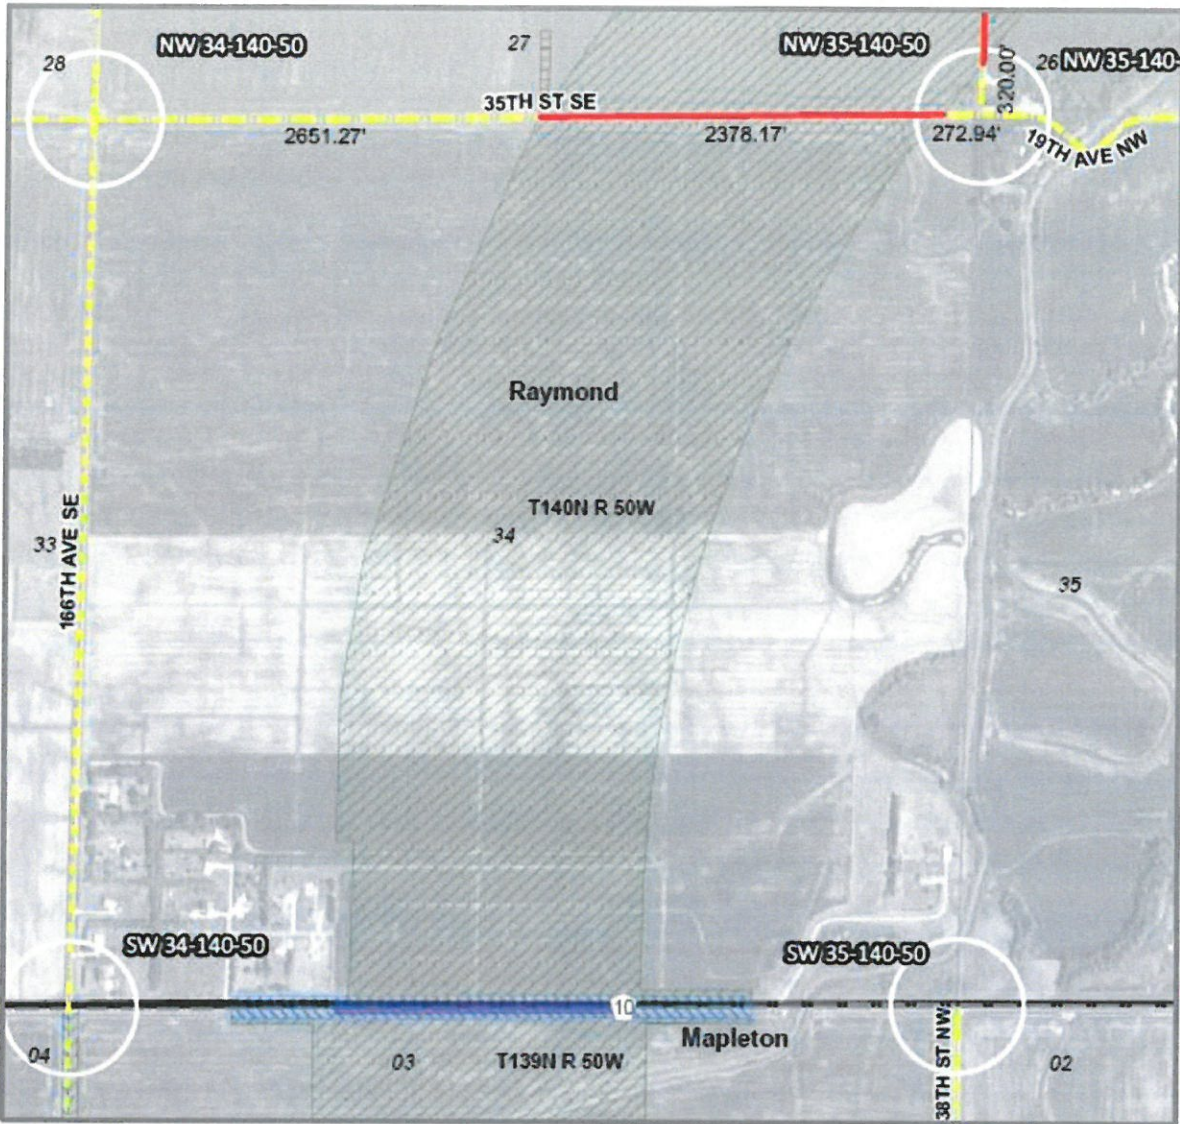 NW 34-140-50
27
NW 35-140-50
28
26
NW 35-140-
35TH ST SE
320.00'
2651.27'
2378.17'
272.94'
19TH AVE NW
Raymond
T140N R 50W
34
33
166TH AVE SE
35
SW 34-140-50
SW 35-140-50
10
Mapleton
04
03
T139N R 50W
38TH ST NW
02